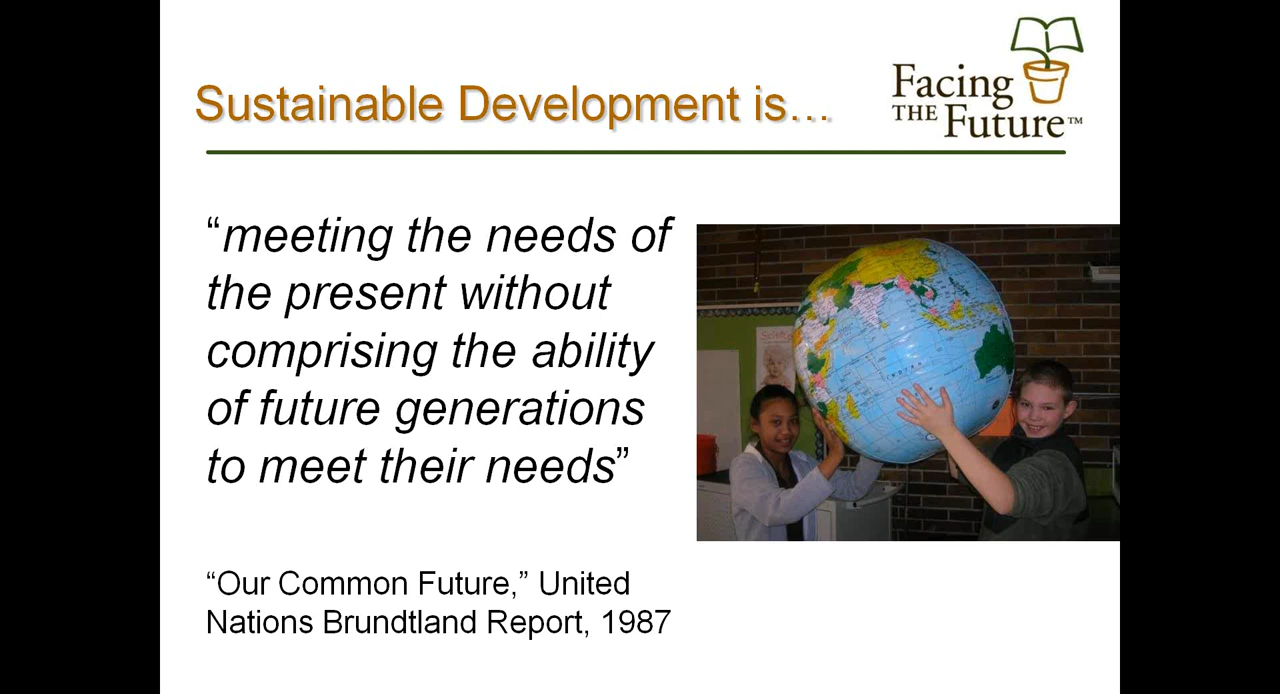 Sustainable Development is...
Facing
THE Future™
“meeting the needs of
the present without
comprising the ability
of future generations
to meet their needs”
“Our Common Future,” United
Nations Brundtland Report, 1987